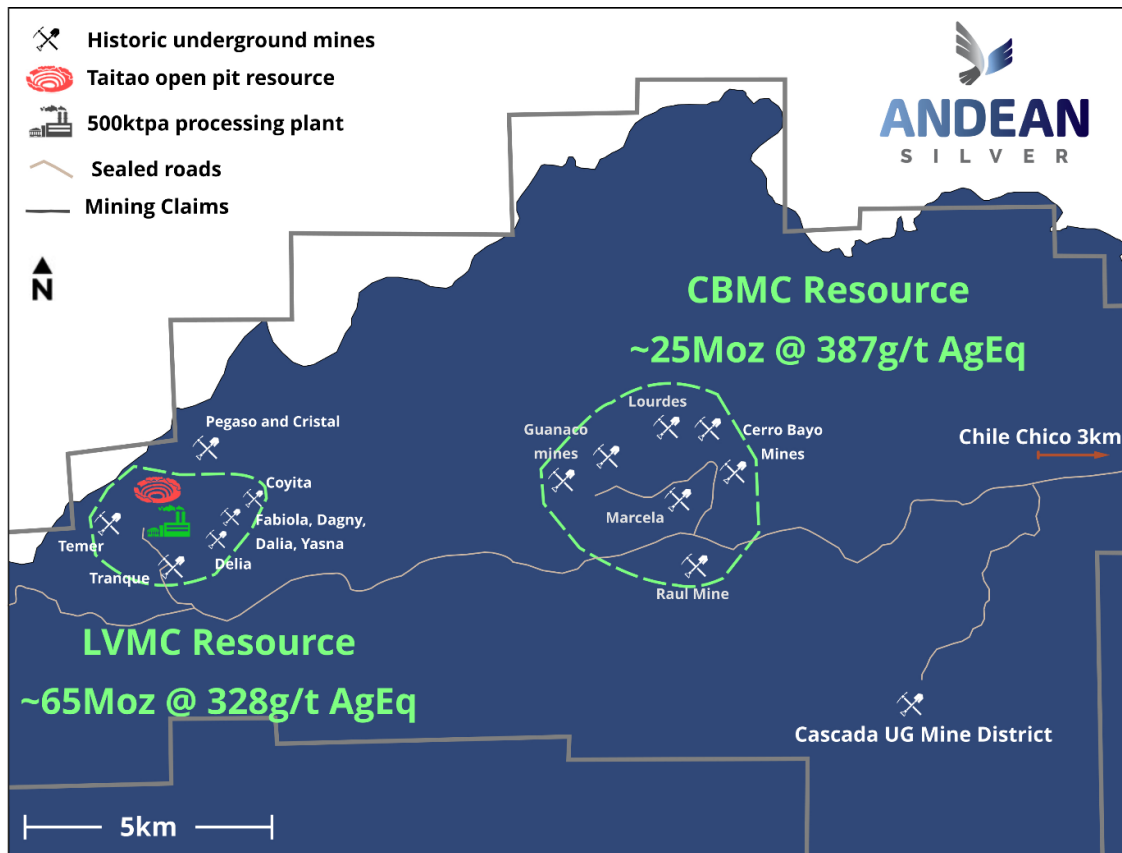 Historic underground mines
Taitao open pit resource
500ktpa processing plant
Sealed roads
Mining Claims
N
ANDEAN
SILVER
CBMC Resource
~25Moz @ 387g/t AgEq
Lourdes
Guanaco
mines
Cerro Bayo
Mines
Marcela
Raul Mine
Chile Chico 3km
Pegaso and Cristal
Coyita
Fabiola, Dagny,
Dalia, Yasna
Delia
Temer
Tranque
LVMC Resource
~65Moz @ 328g/t AgEq
Cascada UG Mine District
5km